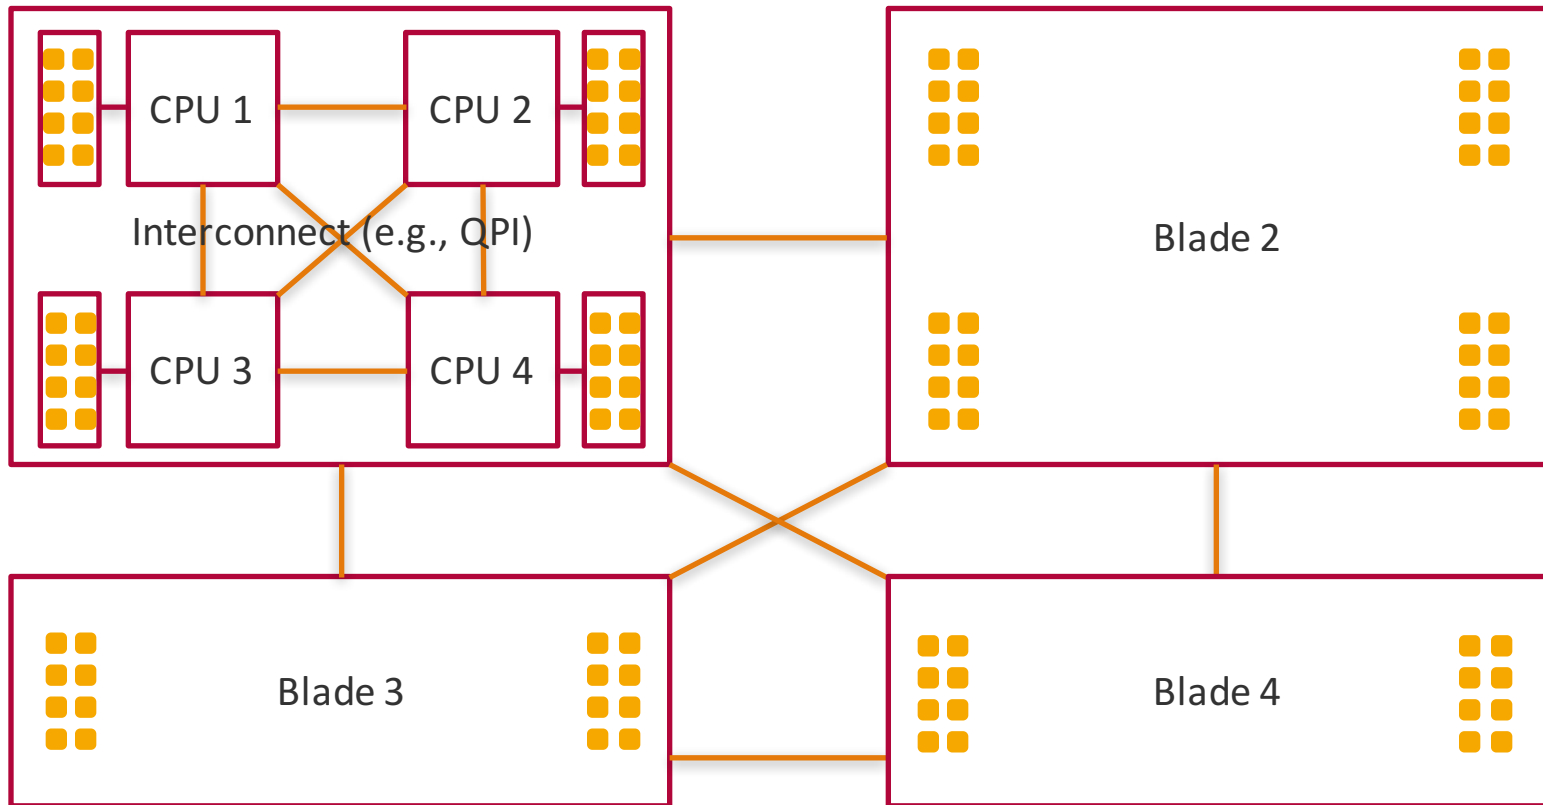 CPU 1
CPU 2
Interconnect (e.g., QPI)
Blade 2
CPU 3
CPU 4
Blade 3
Blade 4